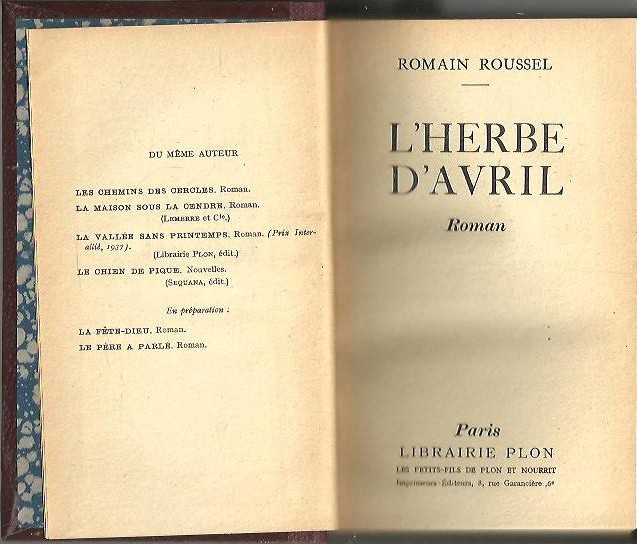 DU MÊME AUTEUR
LES CHEMINS DES CERCLES, Roman.
LA MAISON SOUS LA CENDRE, Roman.
(LEMERRE et Cie.)
LA VALLÉE SANS PRINTEMPS. Roman. (Prix Inter-
allié, 1937).
(Librairie PLON, édit.)
LE CHIEN DE PIQUE. Nouvelles.
(SEQUANA, édit.)
En préparation :
LA FÊTE-DIEU. Roman.
LE PÈRE A PARLÉ. Roman.
ROMAIN ROUSSEL
L'HERBE
D'AVRIL
Roman
Paris
LIBRAIRIE PLON
LES PETITS-FILS DE PLON ET NOURRIT
Imprimeurs-Éditeurs, 8, rue Garancière, 6e